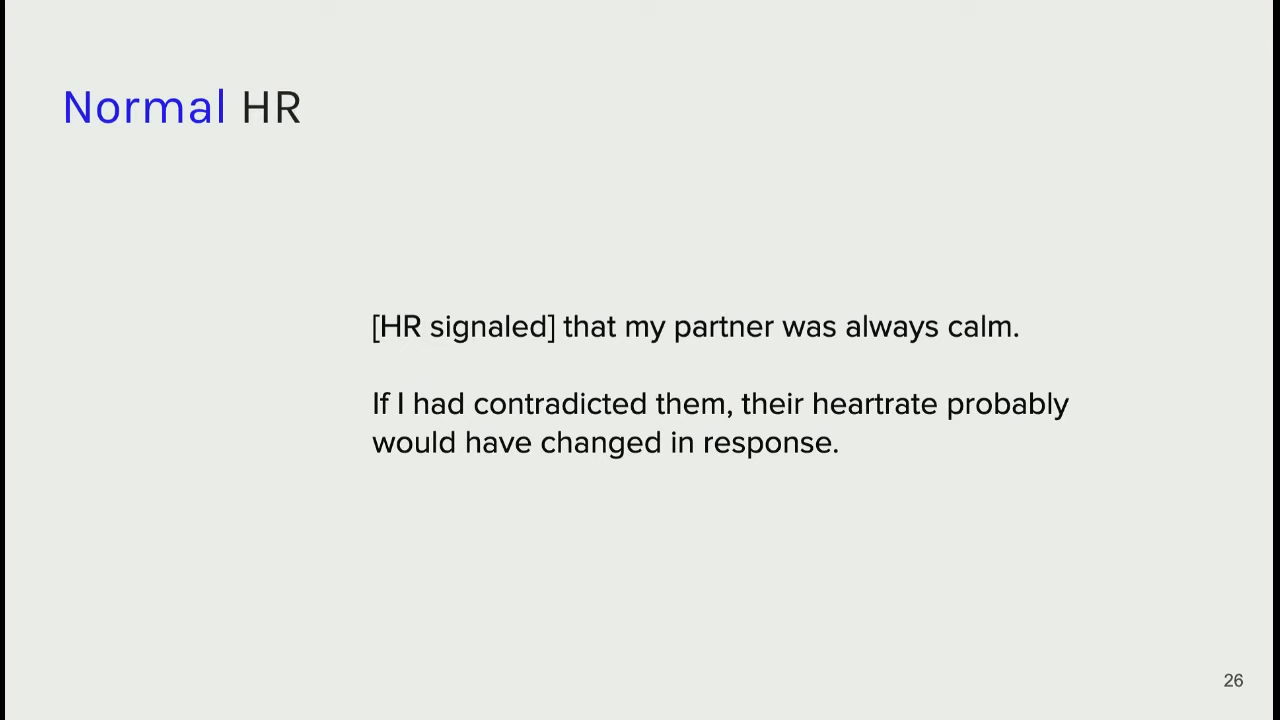 Normal HR
[HR signaled] that my partner was always calm.
If I had contradicted them, their heartrate probably
would have changed in response.
26